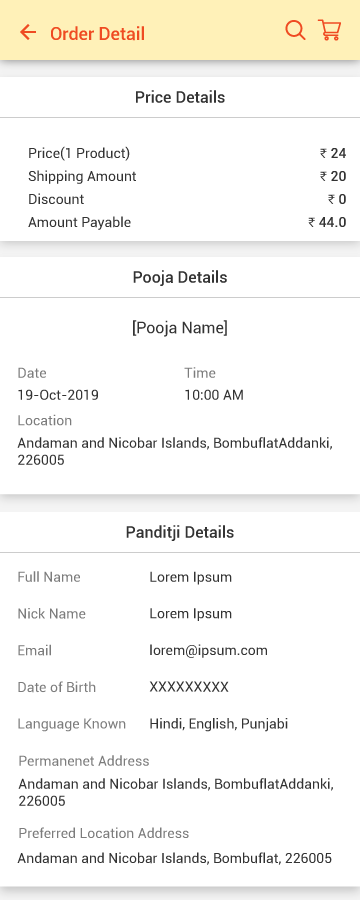 Order Detail
Price Details
Price(1 Product) ₹ 24
Shipping Amount ₹ 20
Discount ₹ 0
Amount Payable ₹ 44.0
Pooja Details
[Pooja Name]
Date Time
19-Oct-2019 10:00 AM
Location
Andaman and Nicobar Islands, BombuflatAddanki,
226005
Panditji Details
Full Name Lorem Ipsum
Nick Name Lorem Ipsum
Email lorem@ipsum.com
Date of Birth XXXXXXXXX
Language Known Hindi, English, Punjabi
Permanenet Address
Andaman and Nicobar Islands, BombuflatAddanki,
226005
Preferred Location Address
Andaman and Nicobar Islands, Bombuflat, 226005